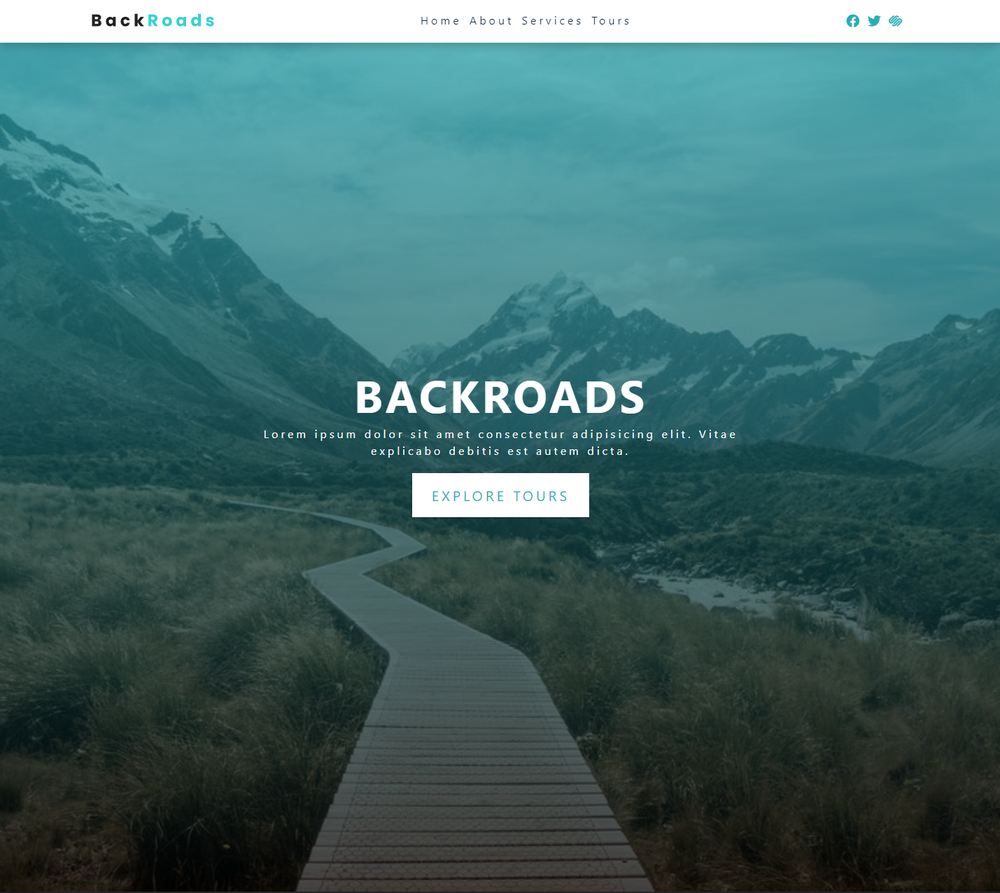 BackRoads
Home About Services Tours
BACKROADS
Lorem ipsum dolor sit amet consectetur adipisicing elit. Vitae
explicabo debitis est autem dicta.
EXPLORE TOURS